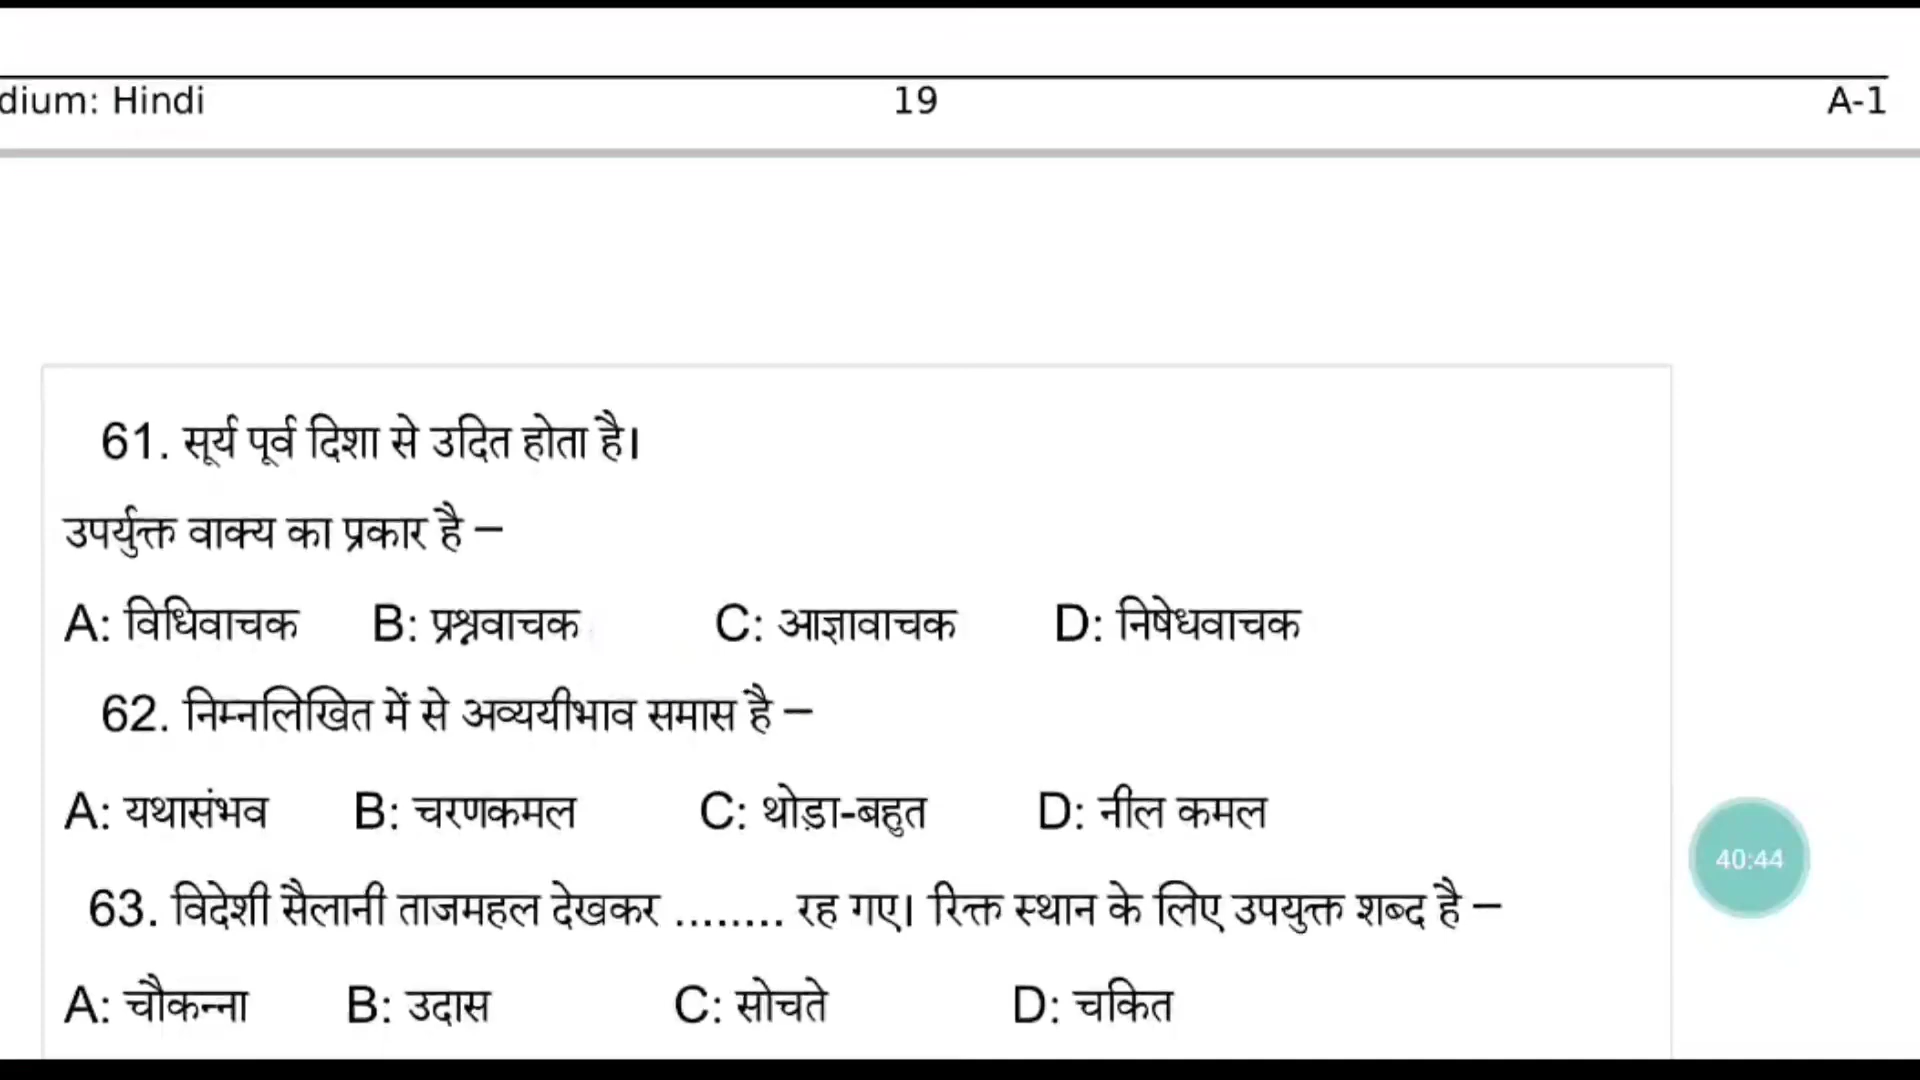 dium: Hindi 19 A-1
61. सूर्य पूर्व दिशा से उदित होता है।
उपर्युक्त वाक्य का प्रकार है –
A: विधिवाचक B: प्रश्नवाचक C: आज्ञावाचक D: निषेधवाचक
62. निम्नलिखित में से अव्ययीभाव समास है –
A: यथासंभव B: चरणकमल C: थोड़ा-बहुत D: नील कमल
63. विदेशी सैलानी ताजमहल देखकर ........ रह गए। रिक्त स्थान के लिए उपयुक्त शब्द है –
A: चौकन्ना B: उदास C: सोचते D: चकित
40:44